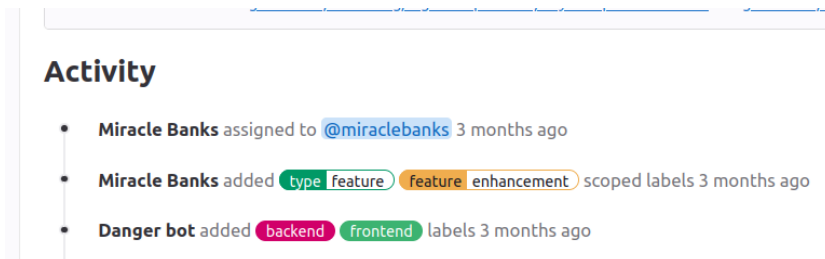 Activity
Miracle Banks assigned to @miraclebanks 3 months ago
Miracle Banks added type feature feature enhancement scoped labels 3 months ago
Danger bot added backend frontend labels 3 months ago